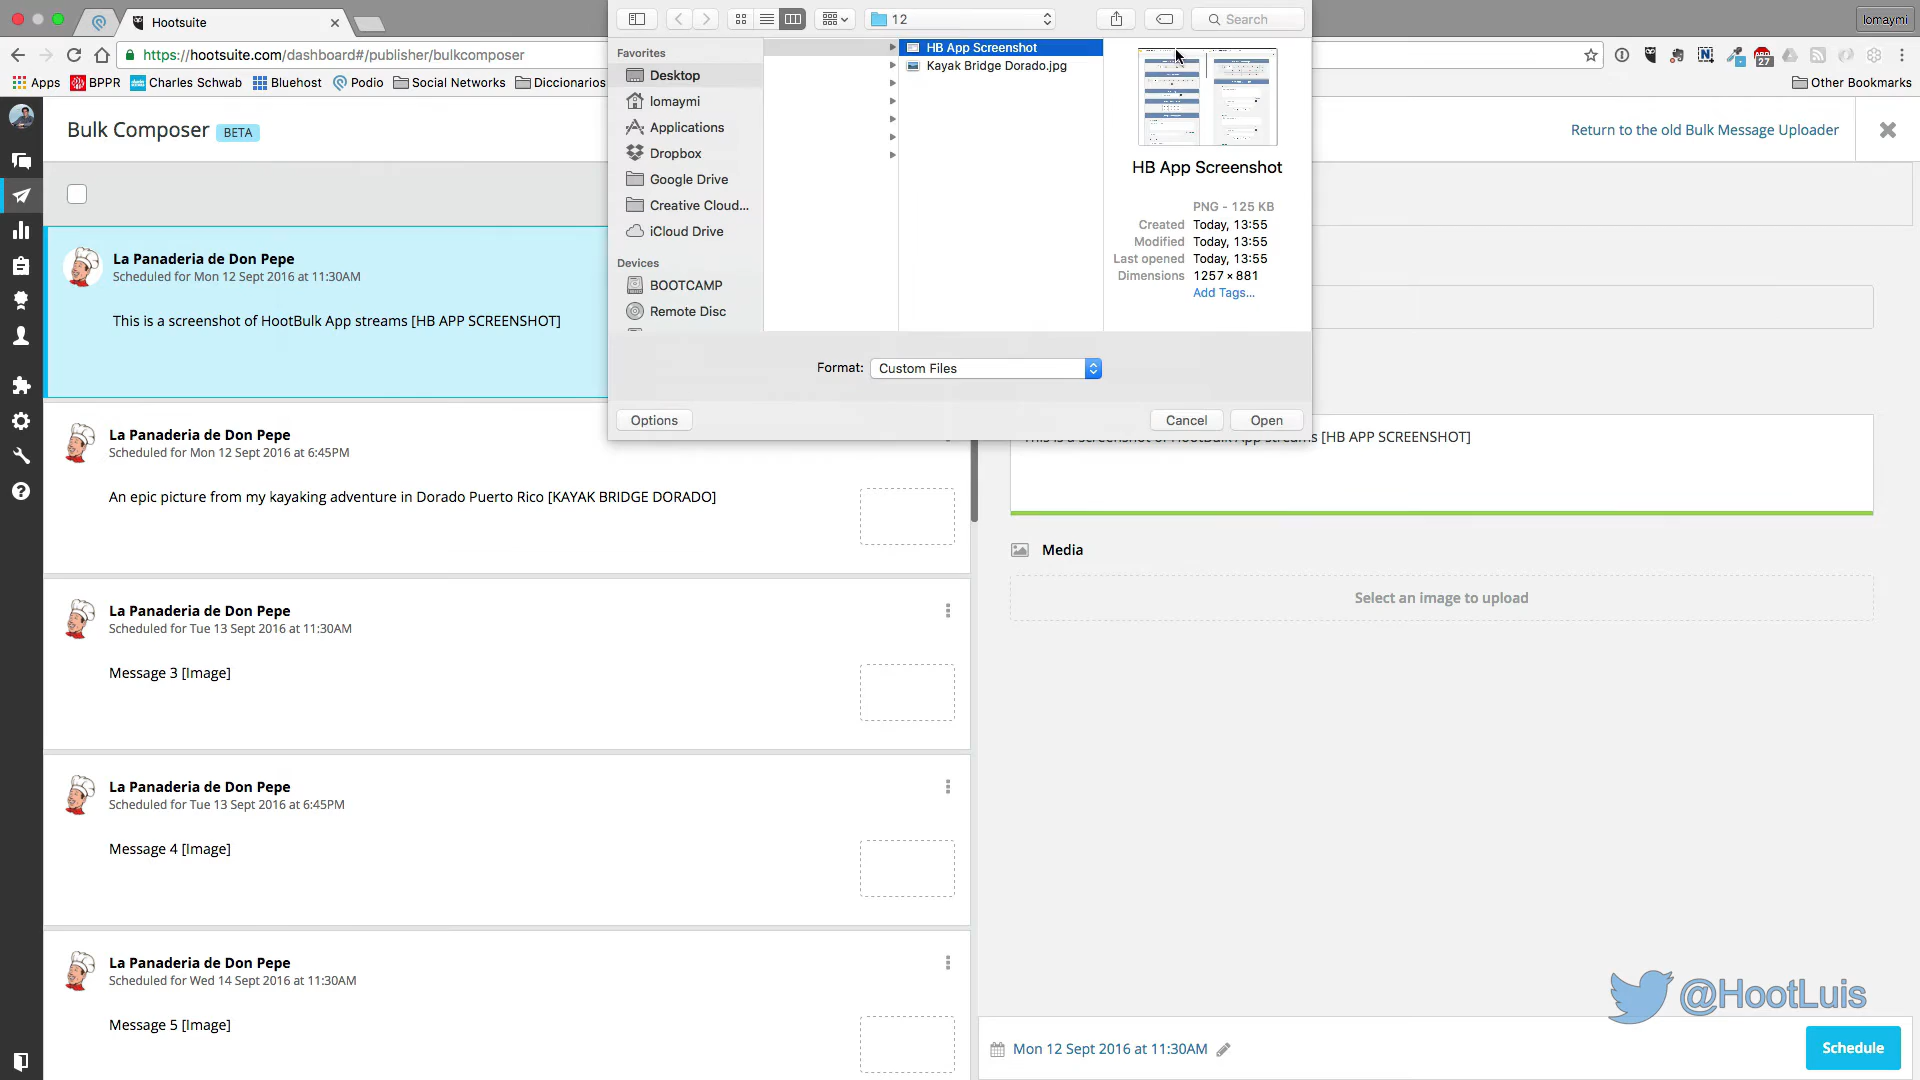 Hootsuite
lomaymi
https://hootsuite.com/dashboard#/publisher/bulkcomposer
27
Apps
BPPR
Charles Schwab
Bluehost
Podio
Social Networks
Diccionarios
Other Bookmarks
12
Search
Favorites
Desktop
lomaymi
Applications
Dropbox
Google Drive
Creative Cloud...
iCloud Drive
Devices
BOOTCAMP
Remote Disc
HB App Screenshot
Kayak Bridge Dorado.jpg
HB App Screenshot
PNG - 125 KB
Created Today, 13:55
Modified Today, 13:55
Last opened Today, 13:55
Dimensions 1257 × 881
Add Tags...
Format: Custom Files
Options
Cancel
Open
Bulk Composer BETA
Return to the old Bulk Message Uploader
La Panaderia de Don Pepe
Scheduled for Mon 12 Sept 2016 at 11:30AM
This is a screenshot of HootBulk App streams [HB APP SCREENSHOT]
La Panaderia de Don Pepe
Scheduled for Mon 12 Sept 2016 at 6:45PM
An epic picture from my kayaking adventure in Dorado Puerto Rico [KAYAK BRIDGE DORADO]
La Panaderia de Don Pepe
Scheduled for Tue 13 Sept 2016 at 11:30AM
Message 3 [Image]
La Panaderia de Don Pepe
Scheduled for Tue 13 Sept 2016 at 6:45PM
Message 4 [Image]
La Panaderia de Don Pepe
Scheduled for Wed 14 Sept 2016 at 11:30AM
Message 5 [Image]
This is a screenshot of HootBulk App streams [HB APP SCREENSHOT]
Media
Select an image to upload
@HootLuis
Mon 12 Sept 2016 at 11:30AM
Schedule